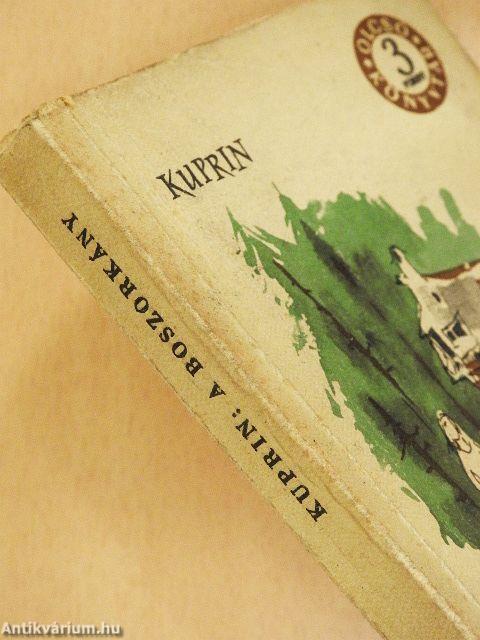 OLCSÓ KÖNYVTÁR
3.-
KUPRIN
KUPRIN: A BOSZORKÁNY
Antikvárium.hu